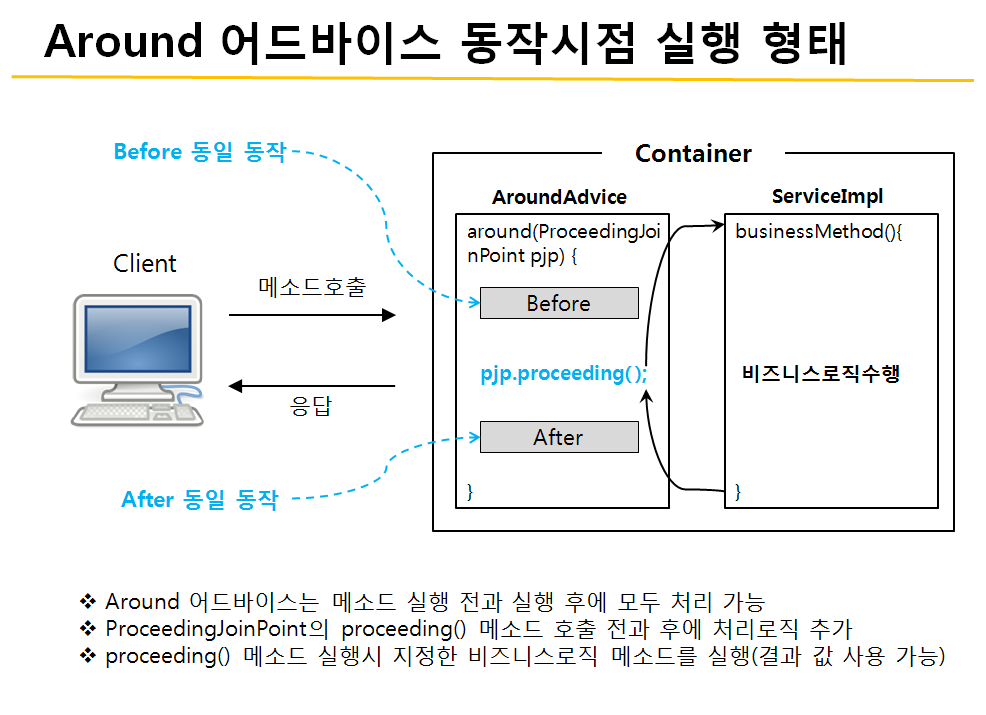 Around 어드바이스 동작시점 실행 형태
Before 동일 동작
Container
AroundAdvice
ServiceImpl
around(ProceedingJoi
nPoint pjp) {
businessMethod(){
Client
메소드호출
Before
pjp.proceeding();
비즈니스로직수행
응답
After
}
}
After 동일 동작
❖ Around 어드바이스는 메소드 실행 전과 실행 후에 모두 처리 가능
❖ ProceedingJoinPoint의 proceeding() 메소드 호출 전과 후에 처리로직 추가
❖ proceeding() 메소드 실행시 지정한 비즈니스로직 메소드를 실행(결과 값 사용 가능)